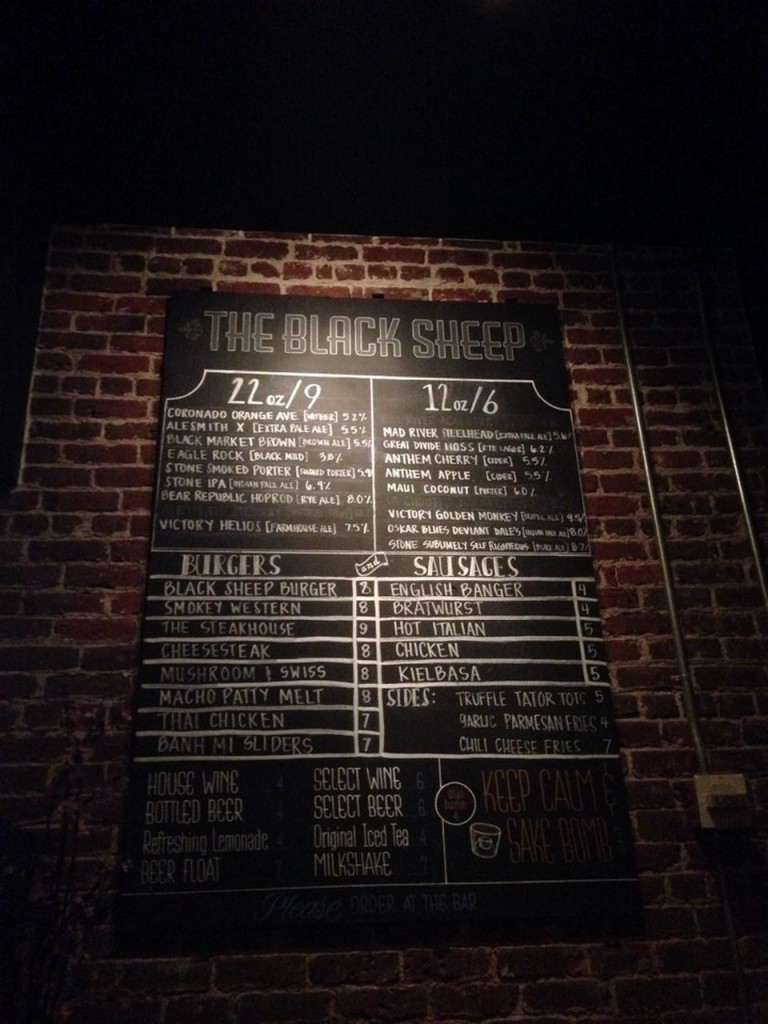 THE BLACK SHEEP
22oz/9
CORONADO ORANGE AVE [WITBIER] 5.2%
ALESMITH X [EXTRA PALE ALE] 5.5%
BLACK MARKET BROWN [BROWN ALE] 5.5%
EAGLE ROCK [BLACK MILD] 3.8%
STONE SMOKED PORTER [SMOKED PORTER] 5.9%
STONE IPA [INDIAN PALE ALE] 6.9%
BEAR REPUBLIC HOPROD [RYE ALE] 8.0%
VICTORY HELIOS [FARMHOUSE ALE] 7.5%
12oz/6
MAD RIVER STEELHEAD [EXTRA PALE ALE] 5.6%
GREAT DIVIDE HOSS [RYE LAGER] 6.2%
ANTHEM CHERRY [CIDER] 5.5%
ANTHEM APPLE [CIDER] 5.5%
MAUI COCONUT [PORTER] 6.0%
VICTORY GOLDEN MONKEY 9.5%
OSKAR BLUES DEVIANT DALE'S [INDIAN PALE ALE] 8.0%
STONE SUBLIMELY SELF RIGHTEOUS [BLACK ALE] 8.7%
BURGERS and SAUSAGES
BLACK SHEEP BURGER 8
SMOKEY WESTERN 8
THE STEAKHOUSE 9
CHEESESTEAK 8
MUSHROOM & SWISS 8
MACHO PATTY MELT 8
THAI CHICKEN 7
BANH MI SLIDERS 7
ENGLISH BANGER 4
BRATWURST 4
HOT ITALIAN 5
CHICKEN 5
KIELBASA 5
SIDES: TRUFFLE TATOR TOTS 5
GARLIC PARMESAN FRIES 4
CHILI CHEESE FRIES 7
HOUSE WINE 4
BOTTLED BEER 4
Refreshing Lemonade 4
BEER FLOAT 7
SELECT WINE 6
SELECT BEER 6
Original Iced Tea 4
MILKSHAKE 7
KEEP CALM &
SAKE BOMB
Please ORDER AT THE BAR